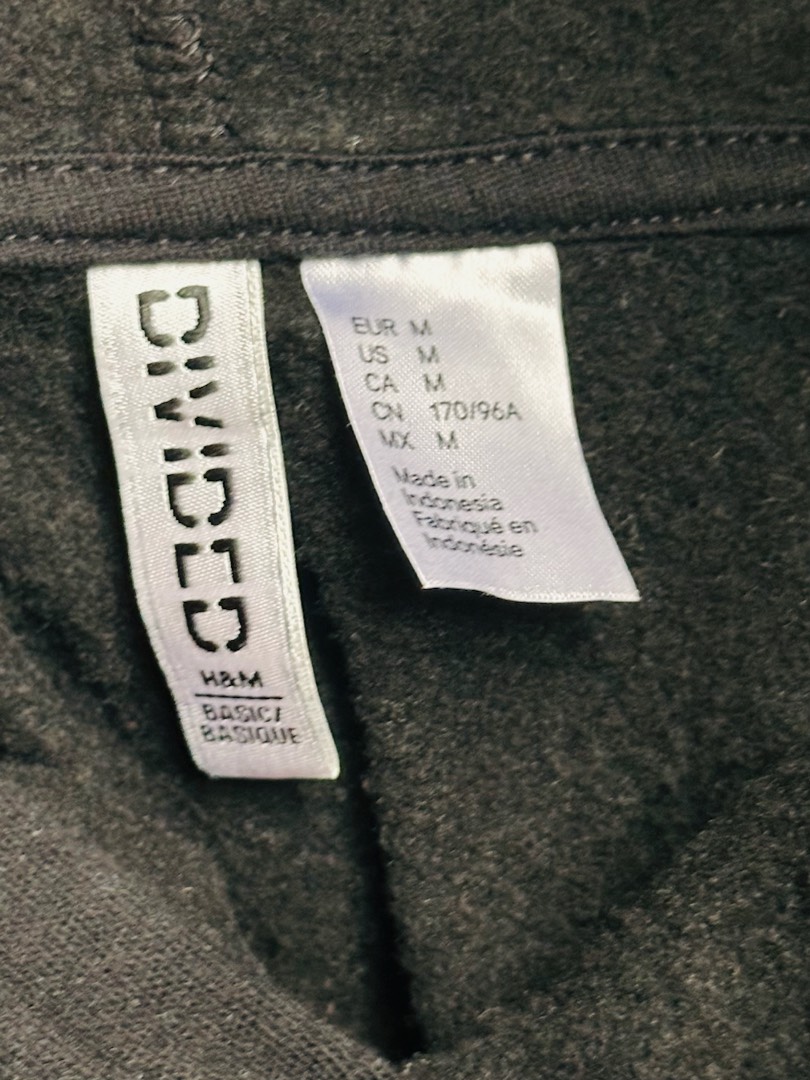 DIVIDED
H&M
BASIC/
BASIQUE
EUR M
US M
CA M
CN 170/96A
MX M
Made in
Indonesia
Fabriqué en
Indonésie